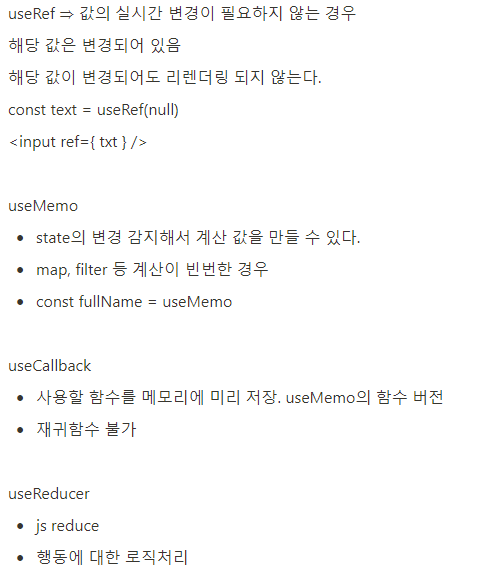 useRef ⇒ 값의 실시간 변경이 필요하지 않는 경우
해당 값은 변경되어 있음
해당 값이 변경되어도 리렌더링 되지 않는다.
const text = useRef(null)
<input ref={ txt } />
useMemo
• state의 변경 감지해서 계산 값을 만들 수 있다.
• map, filter 등 계산이 빈번한 경우
• const fullName = useMemo
useCallback
• 사용할 함수를 메모리에 미리 저장. useMemo의 함수 버전
• 재귀함수 불가
useReducer
• js reduce
• 행동에 대한 로직처리